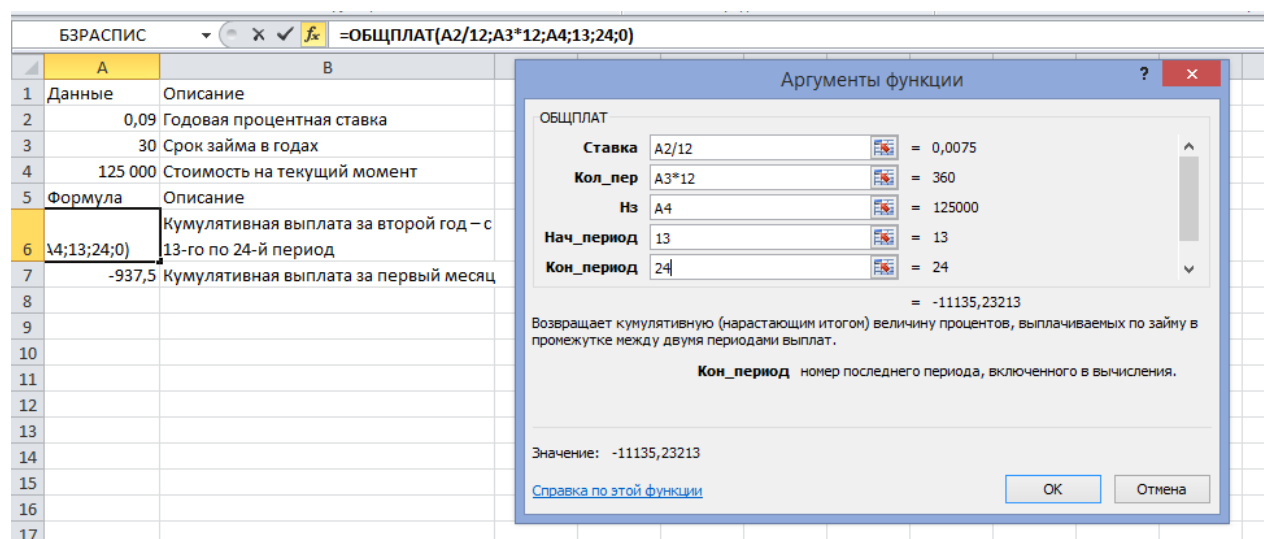 БЗРАСПИС
fx =ОБЩПЛАТ(A2/12;A3*12;A4;13;24;0)
A B
1 Данные Описание
2 0,09 Годовая процентная ставка
3 30 Срок займа в годах
4 125 000 Стоимость на текущий момент
5 Формула Описание
Кумулятивная выплата за второй год – с
6 A4;13;24;0) 13-го по 24-й период
7 -937,5 Кумулятивная выплата за первый месяц
8
9
10
11
12
13
14
15
16
17
Аргументы функции ? ×
ОБЩПЛАТ
Ставка A2/12 = 0,0075
Кол_пер A3*12 = 360
Нз A4 = 125000
Нач_период 13 = 13
Кон_период 24 = 24
= -11135,23213
Возвращает кумулятивную (нарастающим итогом) величину процентов, выплачиваемых по займу в
промежутке между двумя периодами выплат.
Кон_период номер последнего периода, включенного в вычисления.
Значение: -11135,23213
Справка по этой функции
ОК Отмена